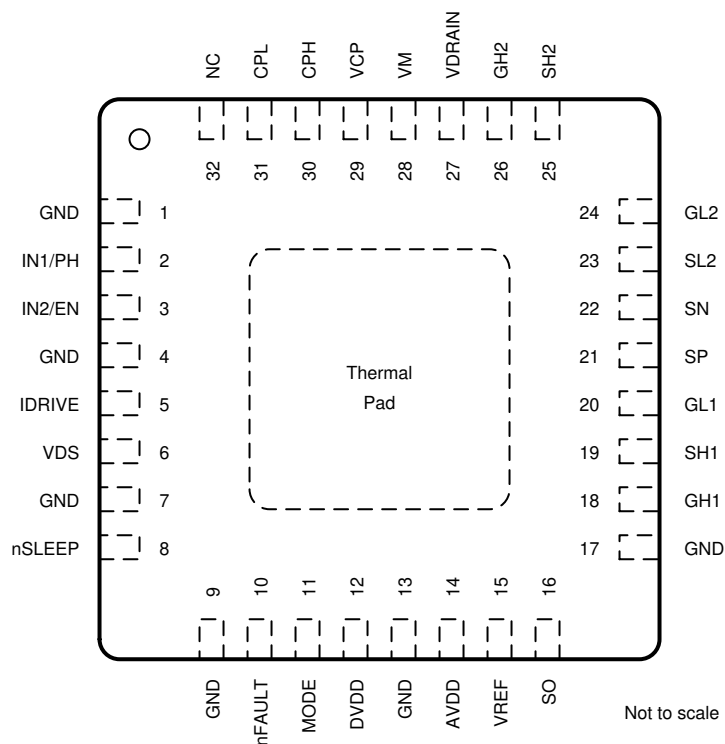 NC
CPL
CPH
VCP
VM
VDRAIN
GH2
SH2
32
31
30
29
28
27
26
25
GND 1
IN1/PH 2
IN2/EN 3
GND 4
IDRIVE 5
VDS 6
GND 7
nSLEEP 8
24 GL2
23 SL2
22 SN
21 SP
20 GL1
19 SH1
18 GH1
17 GND
Thermal
Pad
9
10
11
12
13
14
15
16
GND
nFAULT
MODE
DVDD
GND
AVDD
VREF
SO
Not to scale